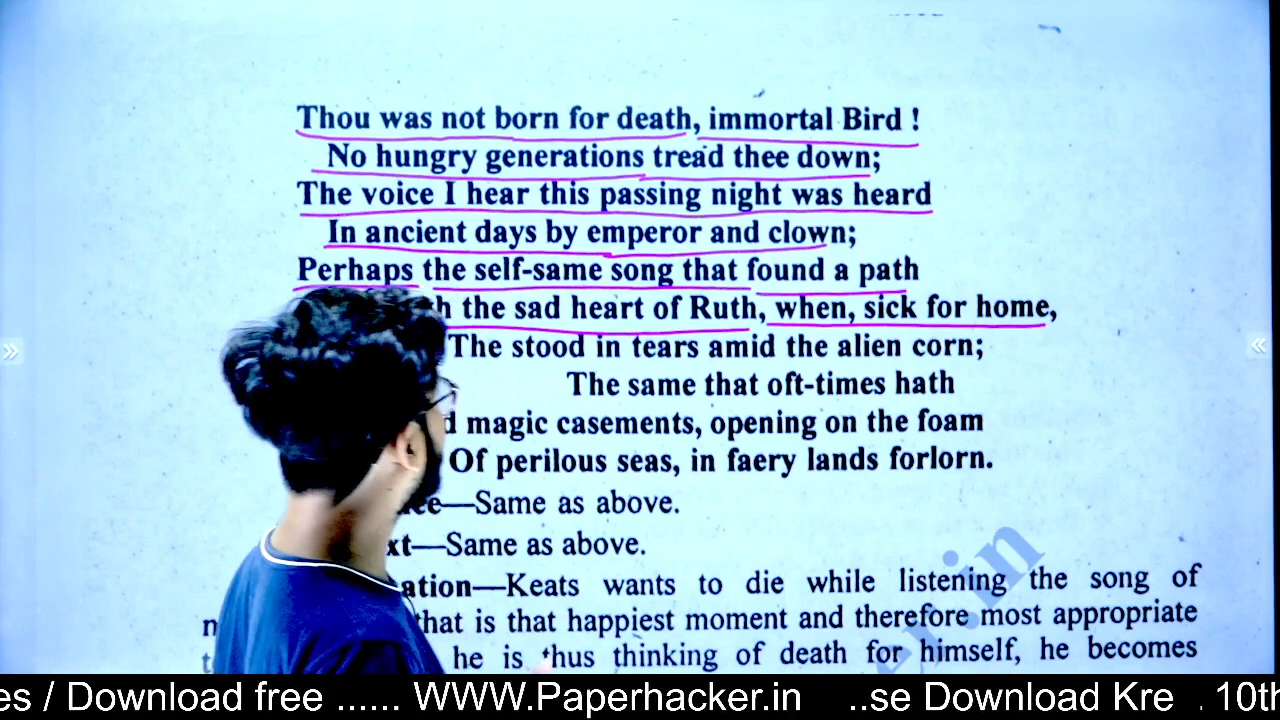 Thou was not born for death, immortal Bird !
No hungry generations tread thee down;
The voice I hear this passing night was heard
In ancient days by emperor and clown;
Perhaps the self-same song that found a path
the sad heart of Ruth, when, sick for home,
The stood in tears amid the alien corn;
The same that oft-times hath
magic casements, opening on the foam
Of perilous seas, in faery lands forlorn.
—Same as above.
—Same as above.
—Keats wants to die while listening the song of
that is that happiest moment and therefore most appropriate
he is thus thinking of death for himself, he becomes
/ Download free ...... WWW.Paperhacker.in ..se Download Kre . 10th